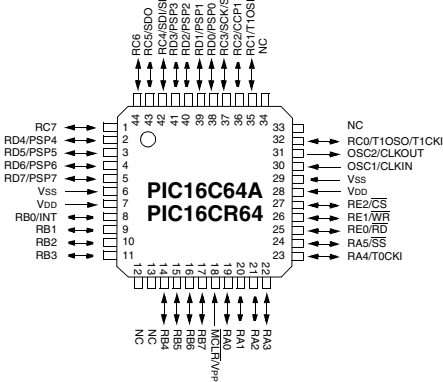 RC6
RC5/SDO
RC4/SDI/S
RD3/PSP3
RD2/PSP2
RD1/PSP1
RD0/PSP0
RC3/SCK/S
RC2/CCP1
RC1/T1OSI
NC
44 43 42 41 40 39 38 37 36 35 34
RC7 1
RD4/PSP4 2
RD5/PSP5 3
RD6/PSP6 4
RD7/PSP7 5
VSS 6
VDD 7
RB0/INT 8
RB1 9
RB2 10
RB3 11
PIC16C64A
PIC16CR64
33 NC
32 RC0/T1OSO/T1CKI
31 OSC2/CLKOUT
30 OSC1/CLKIN
29 VSS
28 VDD
27 RE2/CS
26 RE1/WR
25 RE0/RD
24 RA5/SS
23 RA4/T0CKI
12 13 14 15 16 17 18 19 20 21 22
NC
NC
RB4
RB5
RB6
RB7
MCLR/VPP
RA0
RA1
RA2
RA3